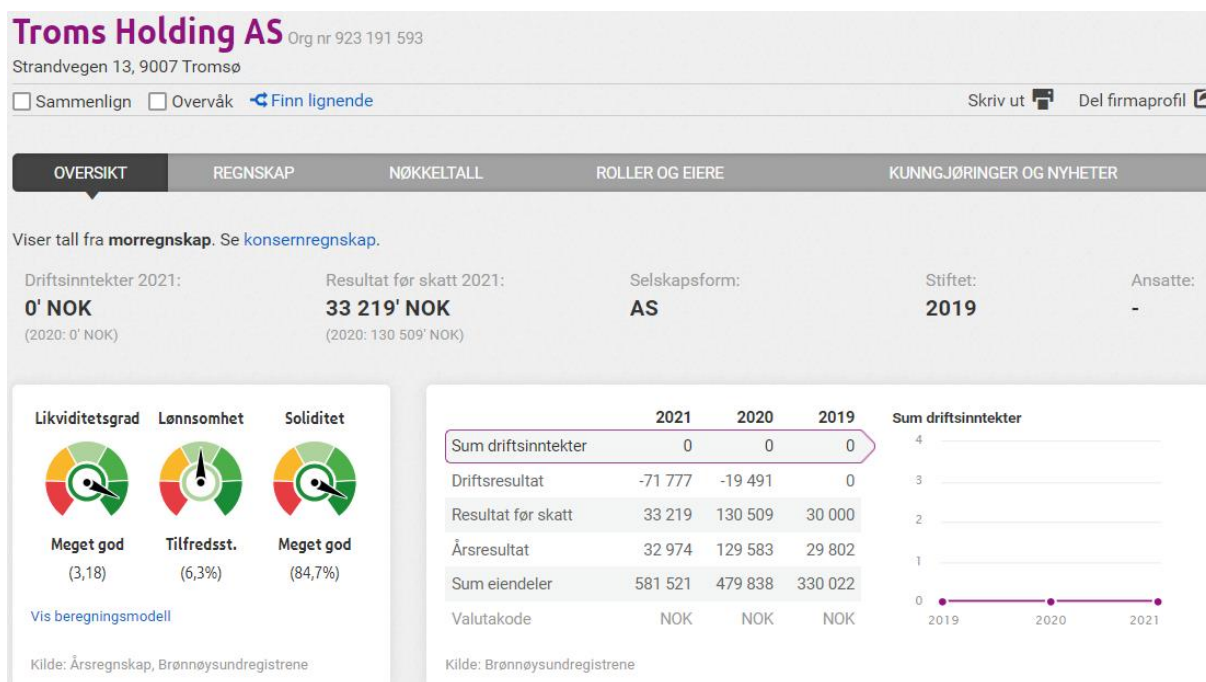 Troms Holding AS Org nr 923 191 593
Strandvegen 13, 9007 Tromsø
Sammenlign Overvåk Finn lignende Skriv ut Del firmaprofil
OVERSIKT REGNSKAP NØKKELTALL ROLLER OG EIERE KUNNGJØRINGER OG NYHETER
Viser tall fra morregnskap. Se konsernregnskap.
Driftsinntekter 2021: Resultat før skatt 2021: Selskapsform: Stiftet: Ansatte:
0' NOK 33 219' NOK AS 2019 -
(2020: 0' NOK) (2020: 130 509' NOK)
Likviditetsgrad Lønnsomhet Soliditet
Meget god Tilfredsst. Meget god
(3,18) (6,3%) (84,7%)
Vis beregningsmodell
Kilde: Årsregnskap, Brønnøysundregistrene
2021 2020 2019
Sum driftsinntekter 0 0 0
Driftsresultat -71 777 -19 491 0
Resultat før skatt 33 219 130 509 30 000
Årsresultat 32 974 129 583 29 802
Sum eiendeler 581 521 479 838 330 022
Valutakode NOK NOK NOK
Kilde: Brønnøysundregistrene
Sum driftsinntekter
4
3
2
1
0
2019 2020 2021